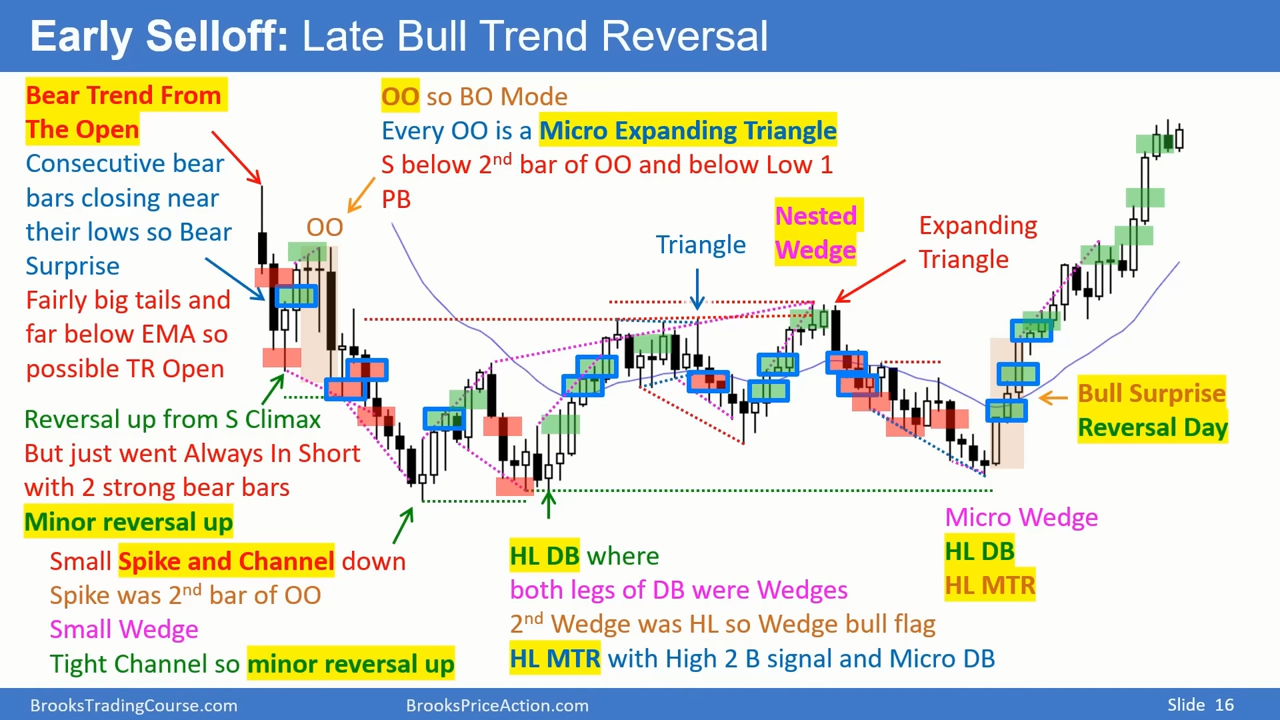 Early Selloff: Late Bull Trend Reversal
Bear Trend From
The Open
Consecutive bear
bars closing near
their lows so Bear
Surprise
Fairly big tails and
far below EMA so
possible TR Open
OO so BO Mode
Every OO is a Micro Expanding Triangle
S below 2nd bar of OO and below Low 1
PB
OO
Triangle
Nested
Wedge
Expanding
Triangle
Reversal up from S Climax
But just went Always In Short
with 2 strong bear bars
Minor reversal up
Bull Surprise
Reversal Day
Small Spike and Channel down
Spike was 2nd bar of OO
Small Wedge
Tight Channel so minor reversal up
HL DB where
both legs of DB were Wedges
2nd Wedge was HL so Wedge bull flag
HL MTR with High 2 B signal and Micro DB
Micro Wedge
HL DB
HL MTR
BrooksTradingCourse.com
BrooksPriceAction.com
Slide 16